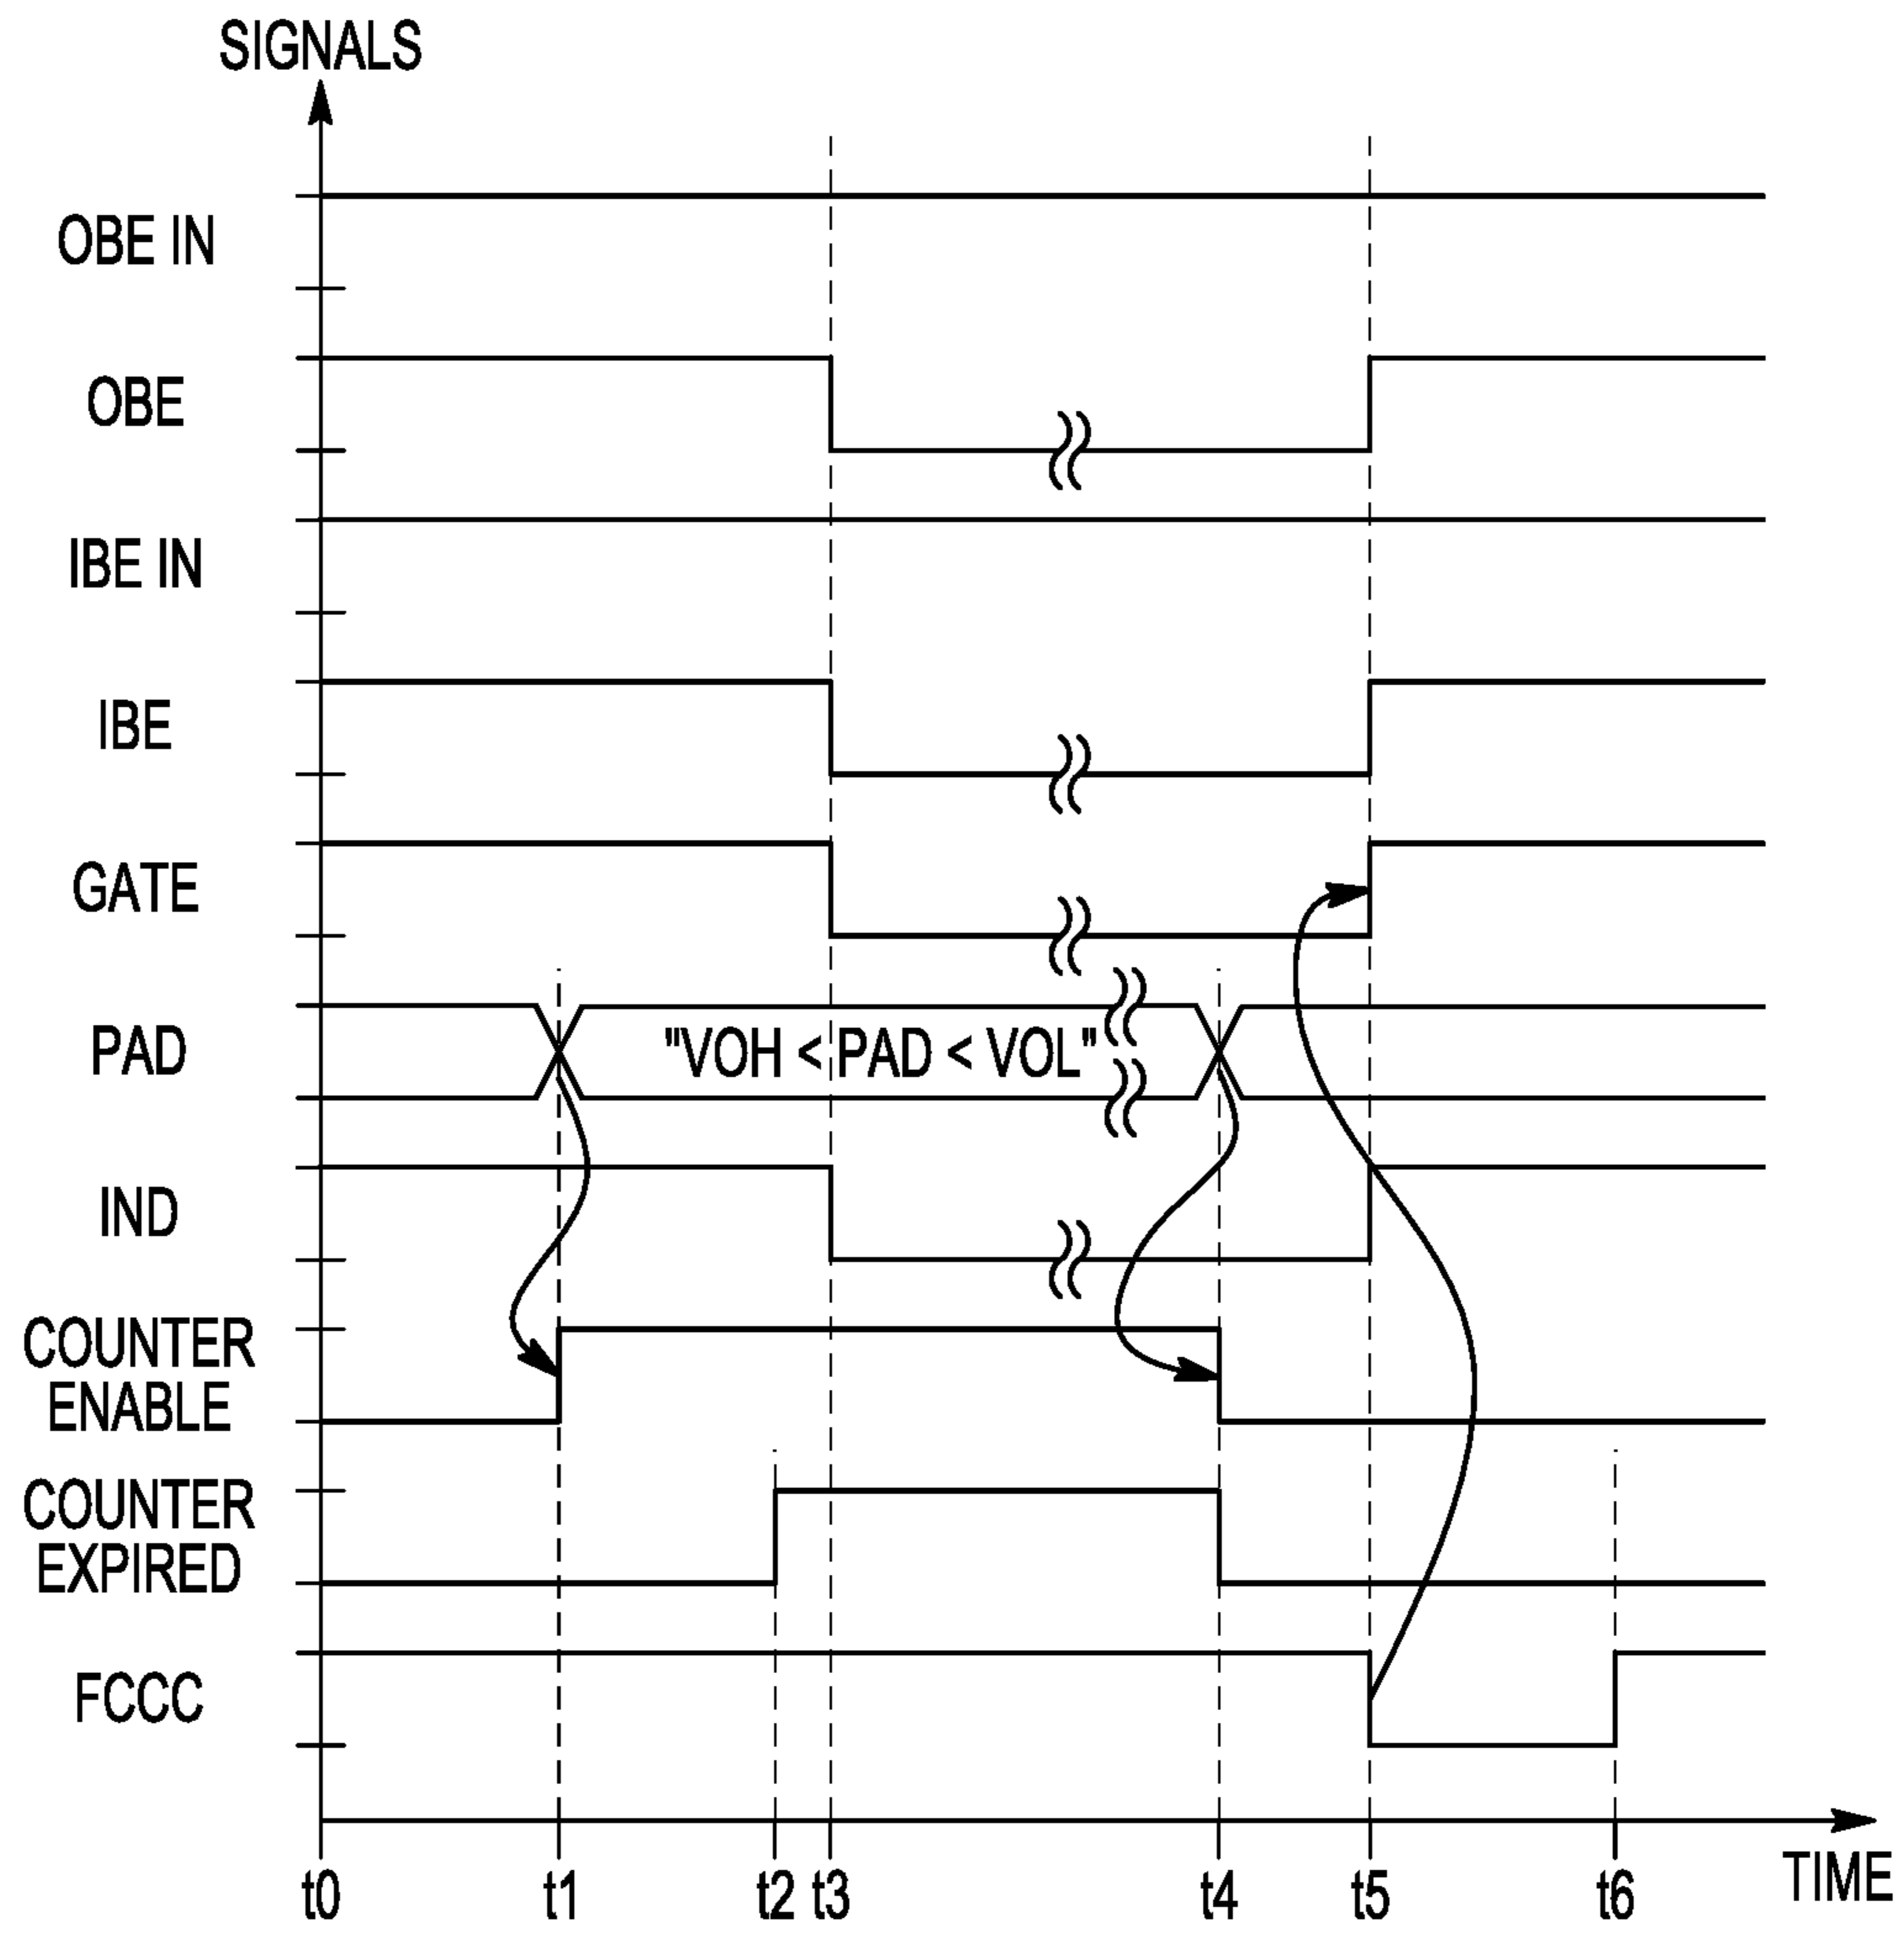 SIGNALS
OBE IN
OBE
IBE IN
IBE
GATE
PAD
"VOH < PAD < VOL"
IND
COUNTER
ENABLE
COUNTER
EXPIRED
FCCC
t0 t1 t2 t3 t4 t5 t6
TIME